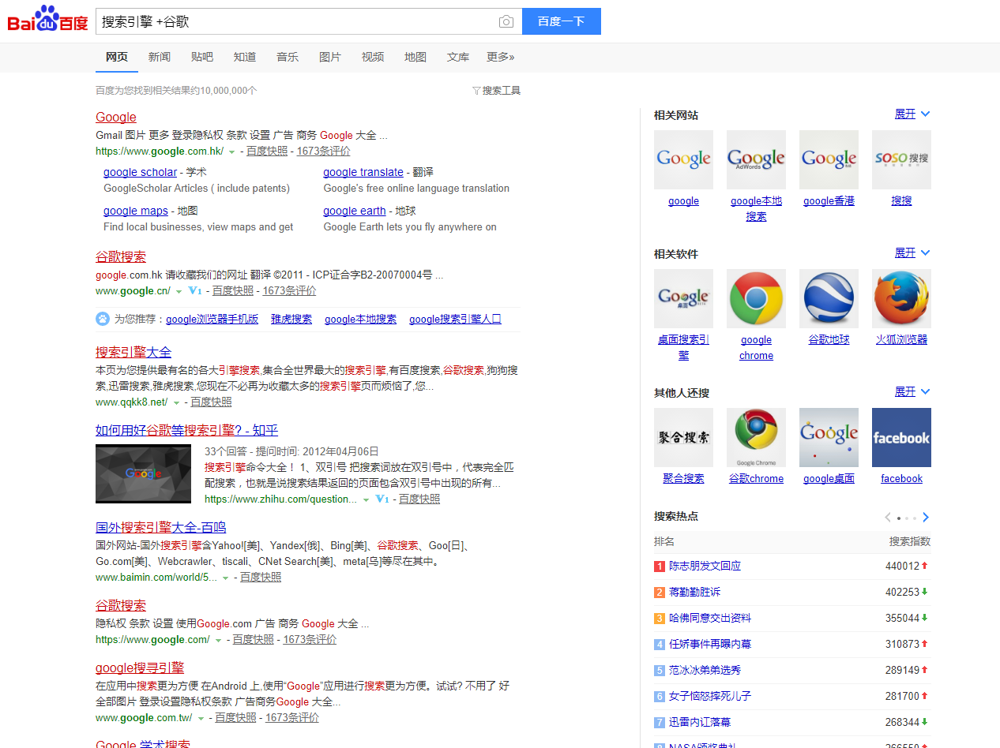 Bai du 百度
搜索引擎 +谷歌
百度一下
网页 新闻 贴吧 知道 音乐 图片 视频 地图 文库 更多»
百度为您找到相关结果约10,000,000个
搜索工具
Google
Gmail 图片 更多 登录隐私权 条款 设置 广告 商务 Google 大全 ...
https://www.google.com.hk/ - 百度快照 - 1673条评价
google scholar - 学术
GoogleScholar Articles ( include patents)
google translate - 翻译
Google's free online language translation
google maps - 地图
Find local businesses, view maps and get
google earth - 地球
Google Earth lets you fly anywhere on
谷歌搜索
google.com.hk 请收藏我们的网址 翻译 ©2011 - ICP证合字B2-20070004号 ...
www.google.cn/ V1 - 百度快照 - 1673条评价
为您推荐：google浏览器手机版 雅虎搜索 google本地搜索 google搜索引擎入口
搜索引擎大全
本页为您提供最有名的各大引擎搜索,集合全世界最大的搜索引擎,有百度搜索,谷歌搜索,狗狗搜
索,迅雷搜索,雅虎搜索,您现在不必再为收藏太多的搜索引擎页而烦恼了,您...
www.qqkk8.net/ - 百度快照
如何用好谷歌等搜索引擎? - 知乎
Google
33个回答 - 提问时间: 2012年04月06日
搜索引擎命令大全！ 1、双引号 把搜索词放在双引号中，代表完全匹
配搜索，也就是说搜索结果返回的页面包含双引号中出现的所有...
https://www.zhihu.com/question... V1 - 百度快照
国外搜索引擎大全-百鸣
国外网站-国外搜索引擎含Yahoo![美]、Yandex[俄]、Bing[美]、谷歌搜索、Goo[日]、
Go.com[美]、Webcrawler、tiscali、CNet Search[美]、meta[乌]等尽在其中。
www.baimin.com/world/5... - 百度快照
谷歌搜索
隐私权 条款 设置 使用Google.com 广告 商务 Google 大全 ...
https://www.google.com/ - 百度快照 - 1673条评价
google搜寻引擎
在应用中搜索更为方便 在Android 上,使用“Google”应用进行搜索更为方便。试试? 不用了 好
全部图片 登录设置隐私权条款 广告商务Google 大全...
www.google.com.tw/ - 百度快照 - 1673条评价
Google 学术搜索
相关网站 展开
Google Google AdWords Google SOSO 搜搜
google google本地搜索 google香港 搜搜
相关软件 展开
Google 桌面
桌面搜索引擎 google chrome 谷歌地球 火狐浏览器
其他人还搜 展开
聚合搜索 Google Chrome Google facebook
聚合搜索 谷歌chrome google桌面 facebook
搜索热点
排名 搜索指数
1 陈志朋发文回应 440012
2 蒋勤勤胜诉 402253
3 哈佛同意交出资料 355044
4 任娇事件再曝内幕 310873
5 范冰冰弟弟选秀 289149
6 女子恼怒摔死儿子 281700
7 迅雷内讧落幕 268344
8 NASA颁奖典礼 266550